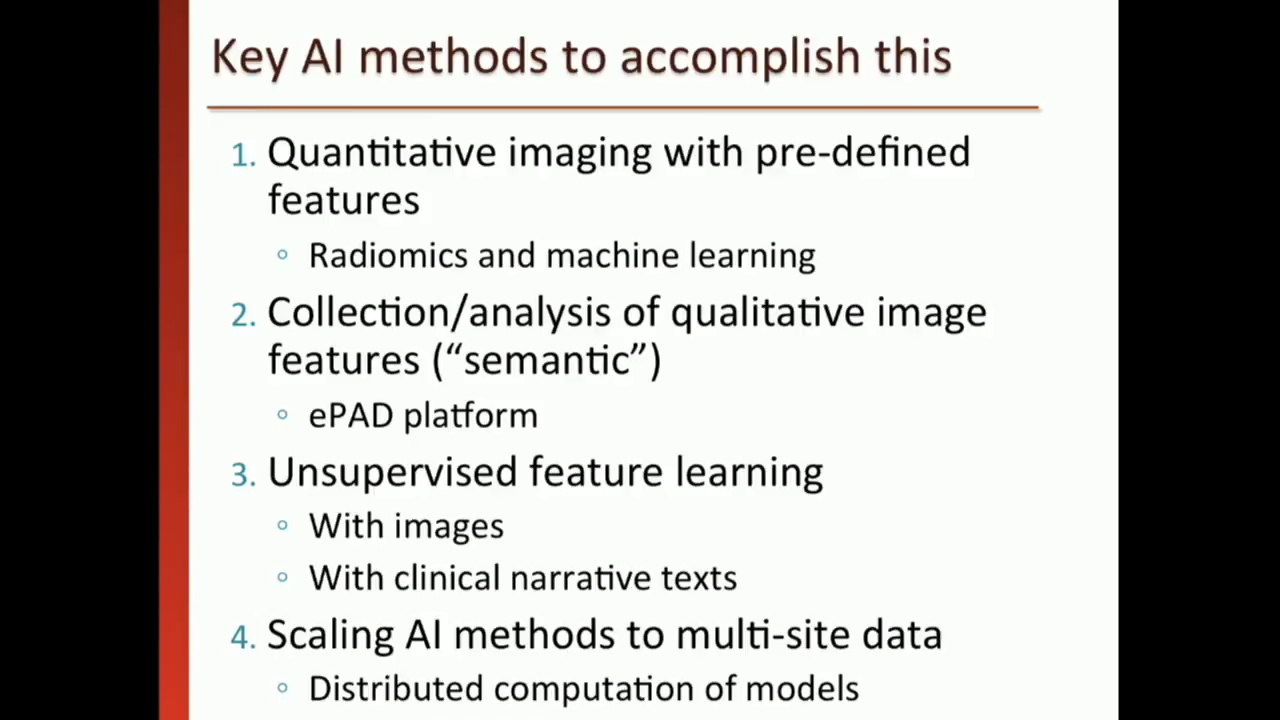 Key AI methods to accomplish this
1. Quantitative imaging with pre-defined
features
◦ Radiomics and machine learning
2. Collection/analysis of qualitative image
features (“semantic”)
◦ ePAD platform
3. Unsupervised feature learning
◦ With images
◦ With clinical narrative texts
4. Scaling AI methods to multi-site data
◦ Distributed computation of models